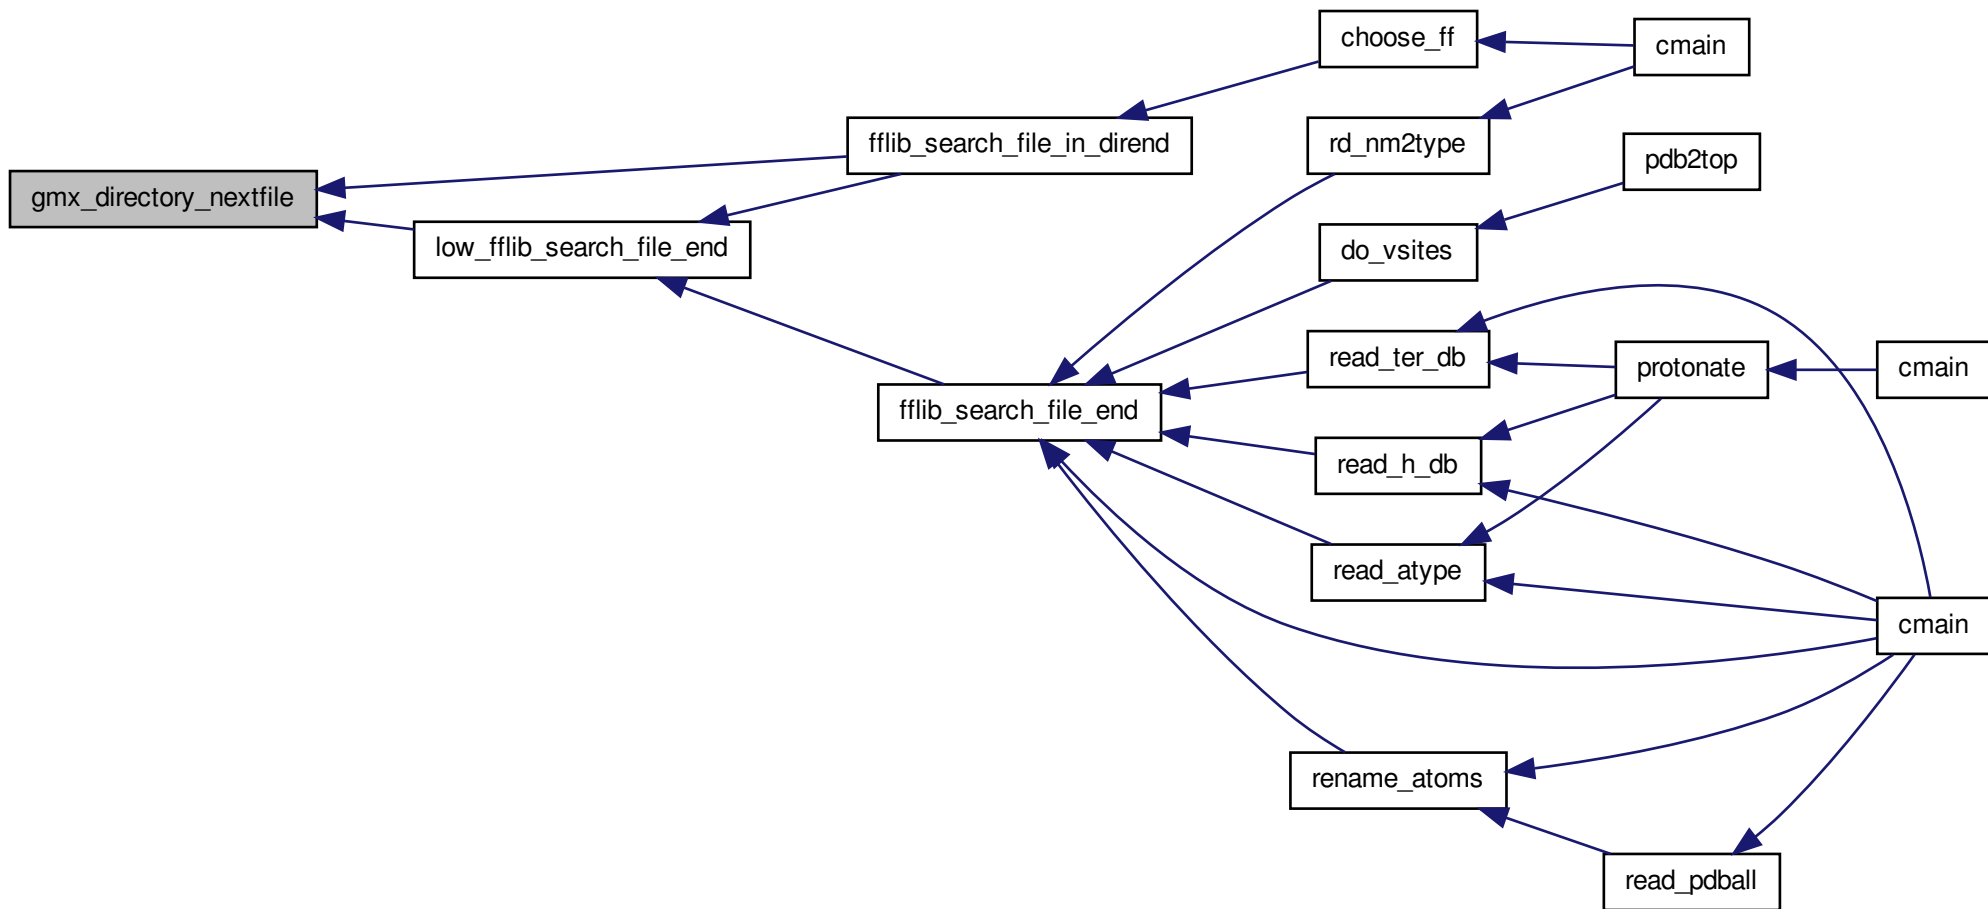 choose_ff
cmain
fflib_search_file_in_dirend
rd_nm2type
pdb2top
gmx_directory_nextfile
low_fflib_search_file_end
do_vsites
read_ter_db
protonate
cmain
fflib_search_file_end
read_h_db
read_atype
cmain
rename_atoms
read_pdball